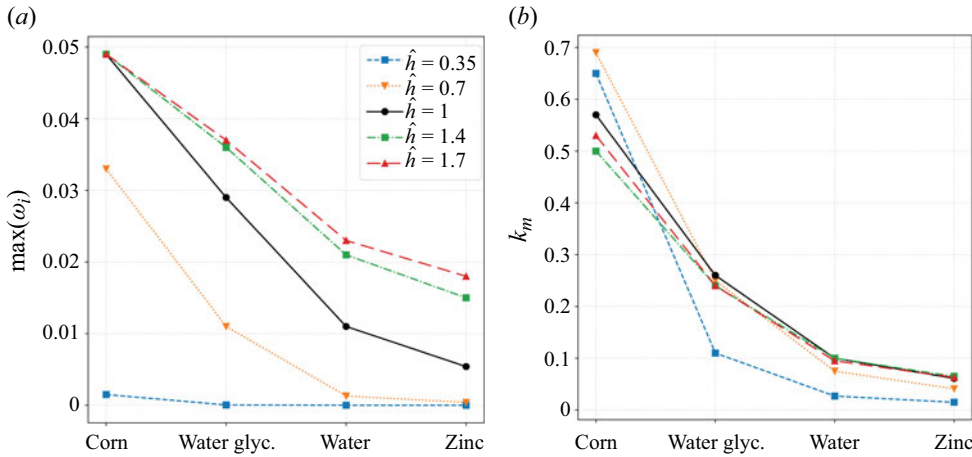 (a)
0.05
0.04
0.03
0.02
0.01
0
max(ω_i)
ĥ = 0.35
ĥ = 0.7
ĥ = 1
ĥ = 1.4
ĥ = 1.7
Corn
Water glyc.
Water
Zinc
(b)
0.7
0.6
0.5
0.4
0.3
0.2
0.1
0
k_m
Corn
Water glyc.
Water
Zinc